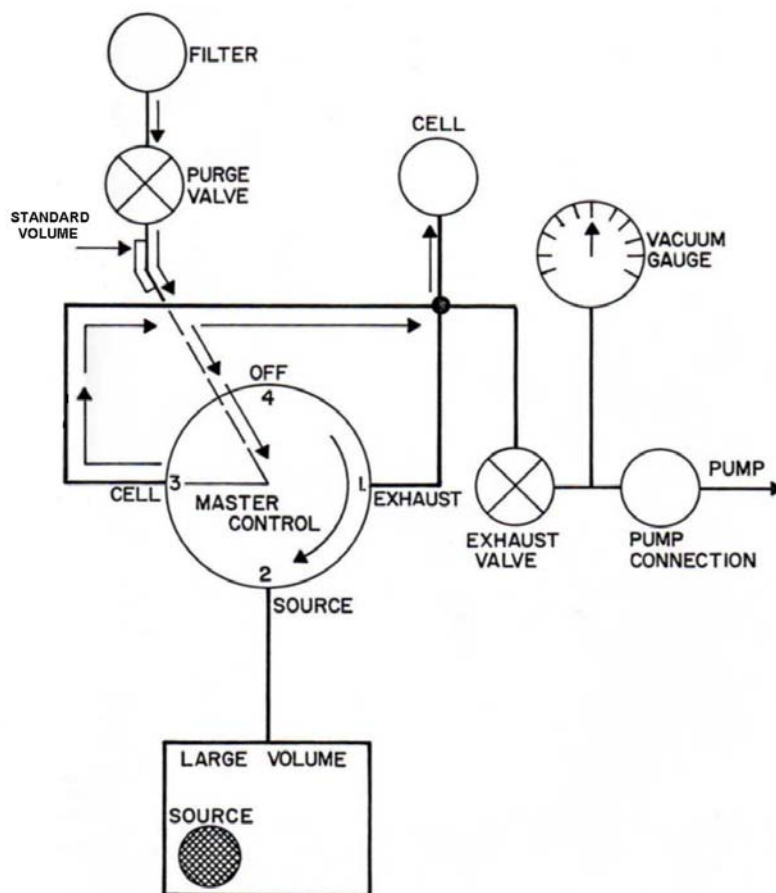 FILTER
CELL
PURGE
VALVE
STANDARD
VOLUME
VACUUM
GAUGE
OFF
4
CELL
3
MASTER
CONTROL
1
EXHAUST
2
SOURCE
EXHAUST
VALVE
PUMP
PUMP
CONNECTION
LARGE VOLUME
SOURCE